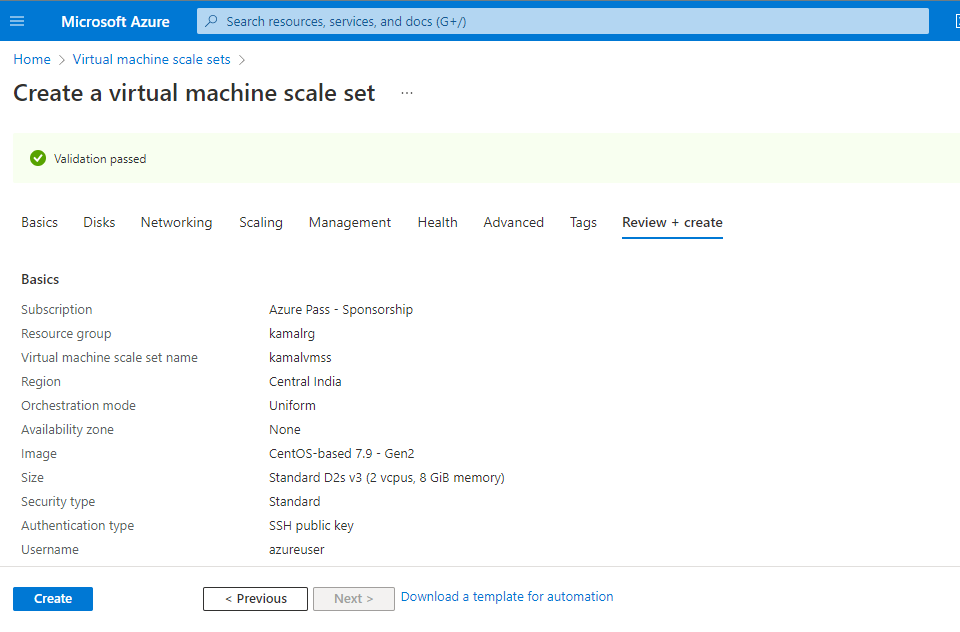 Microsoft Azure
Search resources, services, and docs (G+/)
Home > Virtual machine scale sets >
Create a virtual machine scale set ...
Validation passed
Basics Disks Networking Scaling Management Health Advanced Tags Review + create
Basics
Subscription Azure Pass - Sponsorship
Resource group kamalrg
Virtual machine scale set name kamalvmss
Region Central India
Orchestration mode Uniform
Availability zone None
Image CentOS-based 7.9 - Gen2
Size Standard D2s v3 (2 vcpus, 8 GiB memory)
Security type Standard
Authentication type SSH public key
Username azureuser
Create < Previous Next > Download a template for automation